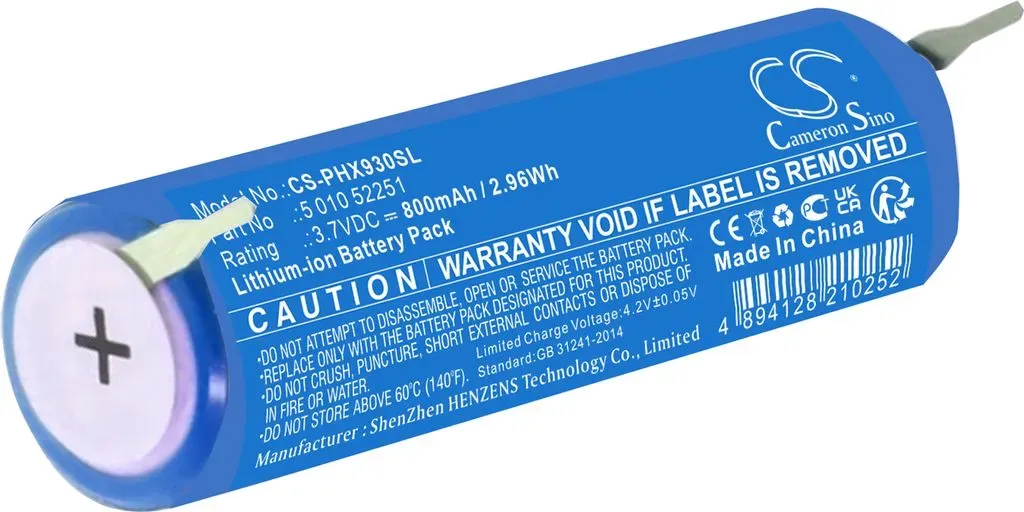 CS
Cameron Sino
Model No.:CS-PHX930SL
Part No :5 010 52251
Rating :3.7VDC = 800mAh / 2.96Wh
Lithium-ion Battery Pack
CAUTION
WARRANTY VOID IF LABEL IS REMOVED
•DO NOT ATTEMPT TO DISASSEMBLE, OPEN OR SERVICE THE BATTERY PACK.
•REPLACE ONLY WITH THE BATTERY PACK DESIGNATED FOR THIS PRODUCT.
•DO NOT CRUSH, PUNCTURE, SHORT EXTERNAL CONTACTS OR DISPOSE OF
IN FIRE OR WATER.
•DO NOT STORE ABOVE 60°C (140°F).
Limited Charge Voltage:4.2V±0.05V
Standard:GB 31241-2014
Manufacturer : ShenZhen HENZENS Technology Co., Limited
CE
PCT
UK
CA
Made In China
4 894128 210252
+